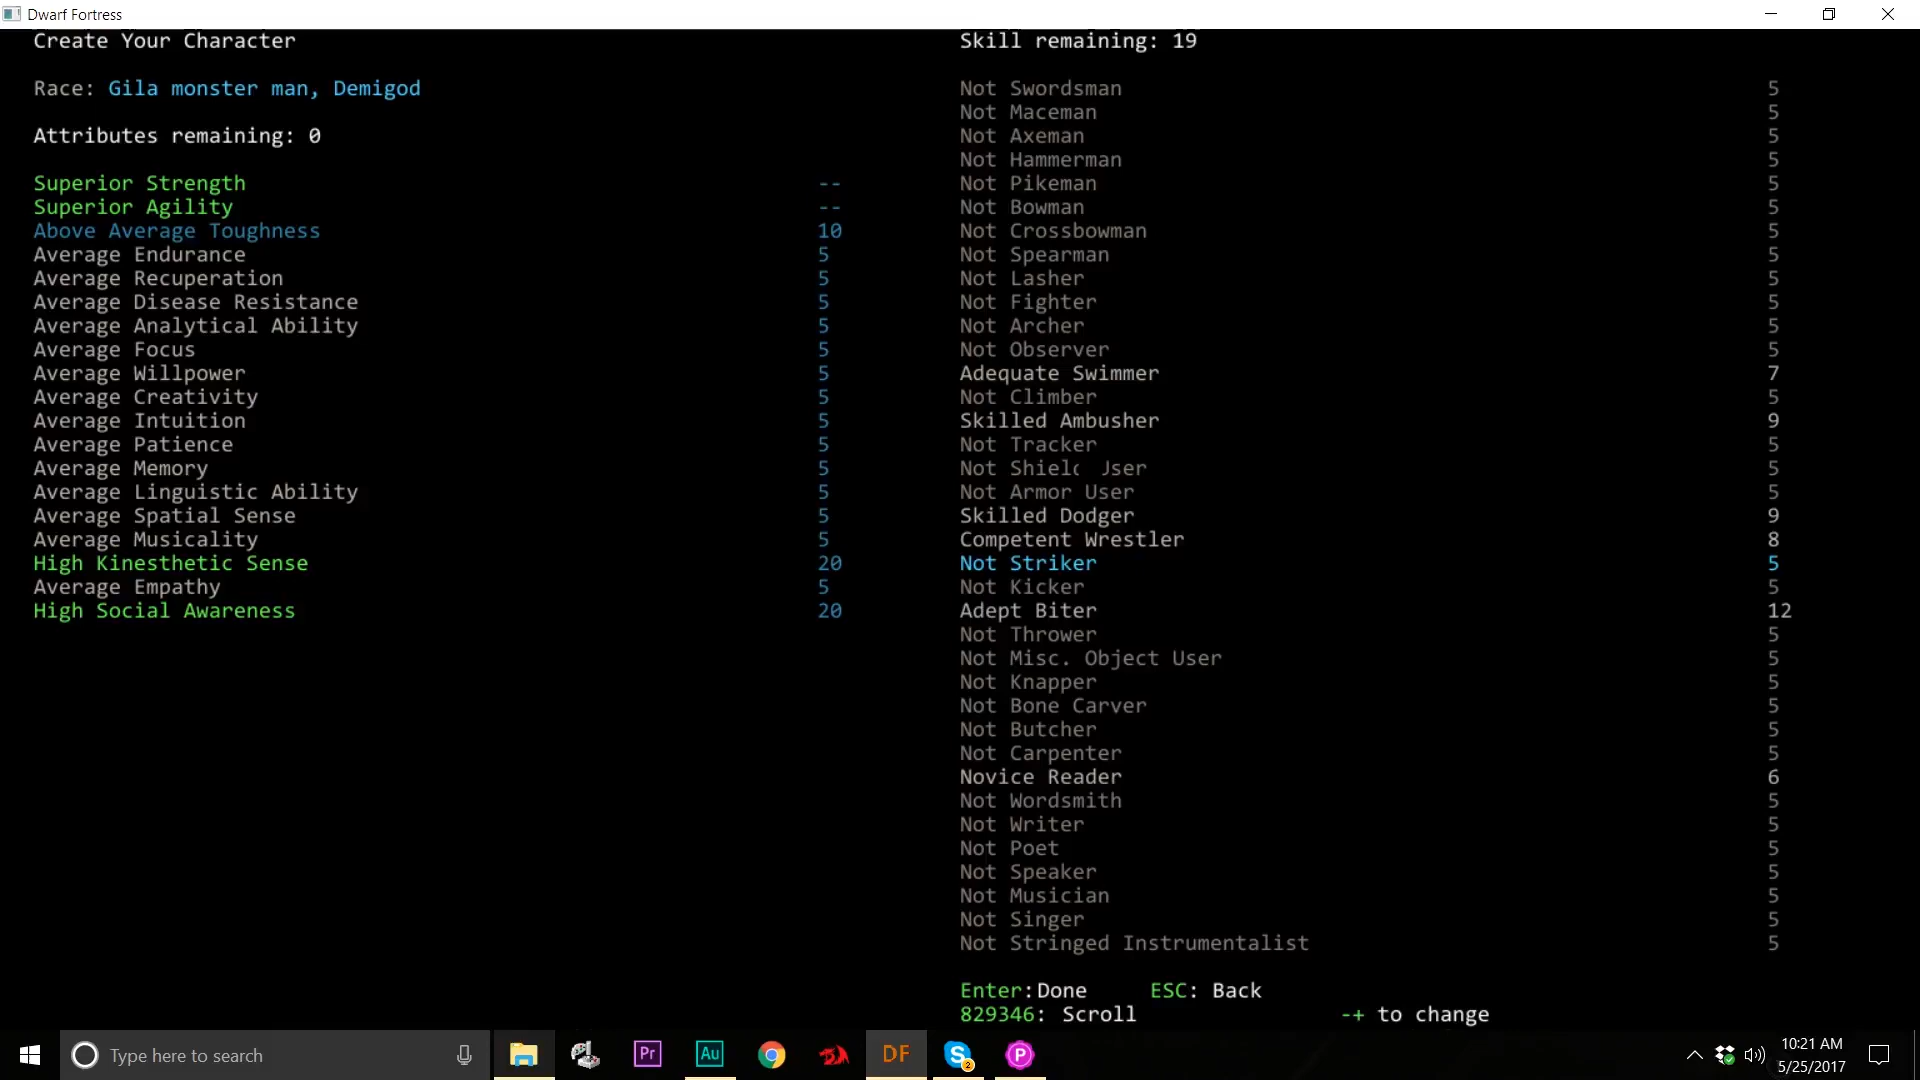 Dwarf Fortress
Create Your Character
Race: Gila monster man, Demigod
Attributes remaining: 0
Superior Strength --
Superior Agility --
Above Average Toughness 10
Average Endurance 5
Average Recuperation 5
Average Disease Resistance 5
Average Analytical Ability 5
Average Focus 5
Average Willpower 5
Average Creativity 5
Average Intuition 5
Average Patience 5
Average Memory 5
Average Linguistic Ability 5
Average Spatial Sense 5
Average Musicality 5
High Kinesthetic Sense 20
Average Empathy 5
High Social Awareness 20
Skill remaining: 19
Not Swordsman 5
Not Maceman 5
Not Axeman 5
Not Hammerman 5
Not Pikeman 5
Not Bowman 5
Not Crossbowman 5
Not Spearman 5
Not Lasher 5
Not Fighter 5
Not Archer 5
Not Observer 5
Adequate Swimmer 7
Not Climber 5
Skilled Ambusher 9
Not Tracker 5
Not Shield User 5
Not Armor User 5
Skilled Dodger 9
Competent Wrestler 8
Not Striker 5
Not Kicker 5
Adept Biter 12
Not Thrower 5
Not Misc. Object User 5
Not Knapper 5
Not Bone Carver 5
Not Butcher 5
Not Carpenter 5
Novice Reader 6
Not Wordsmith 5
Not Writer 5
Not Poet 5
Not Speaker 5
Not Musician 5
Not Singer 5
Not Stringed Instrumentalist 5
Enter:Done ESC: Back
829346: Scroll -+ to change
Type here to search
Pr
Au
DF
S
2
P
10:21 AM
5/25/2017